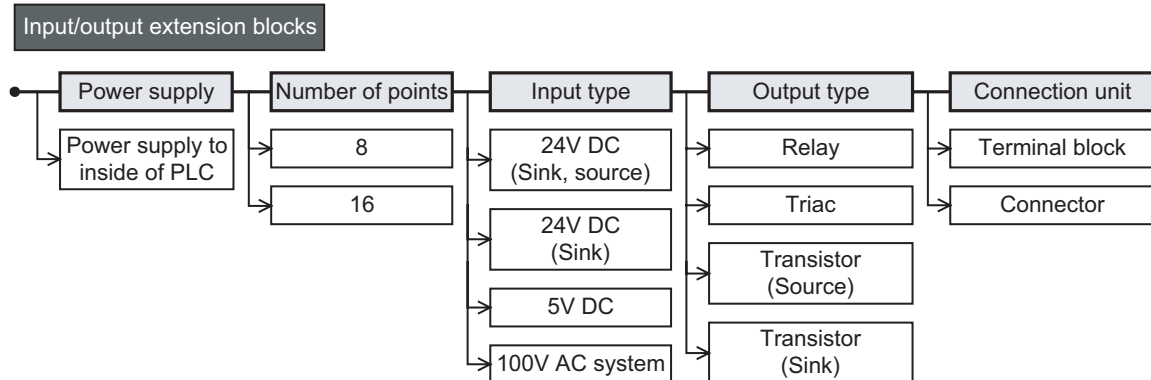 Input/output extension blocks
Power supply
Power supply to
inside of PLC
Number of points
8
16
Input type
24V DC
(Sink, source)
24V DC
(Sink)
5V DC
100V AC system
Output type
Relay
Triac
Transistor
(Source)
Transistor
(Sink)
Connection unit
Terminal block
Connector